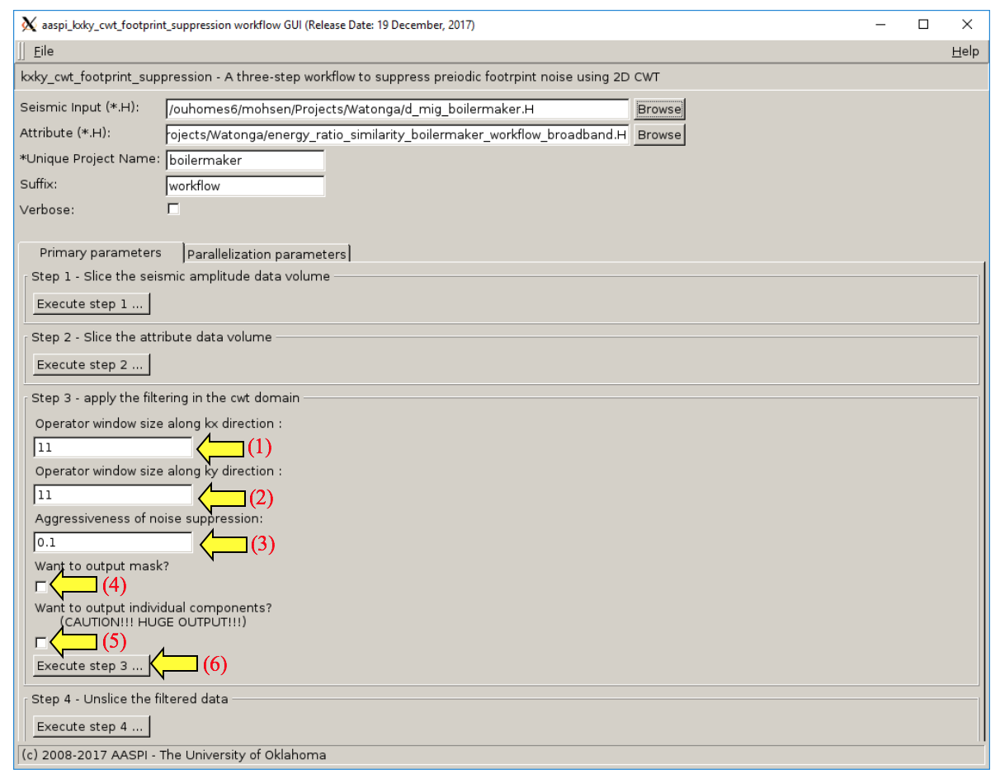 aaspi_kxky_cwt_footprint_suppression workflow GUI (Release Date: 19 December, 2017)
File Help
kxky_cwt_footprint_suppression - A three-step workflow to suppress preiodic footrpint noise using 2D CWT
Seismic Input (*.H): /ouhomes6/mohsen/Projects/Watonga/d_mig_boilermaker.H Browse
Attribute (*.H): rojects/Watonga/energy_ratio_similarity_boilermaker_workflow_broadband.H Browse
*Unique Project Name: boilermaker
Suffix: workflow
Verbose:
Primary parameters Parallelization parameters
Step 1 - Slice the seismic amplitude data volume
Execute step 1 ...
Step 2 - Slice the attribute data volume
Execute step 2 ...
Step 3 - apply the filtering in the cwt domain
Operator window size along kx direction :
11 (1)
Operator window size along ky direction :
11 (2)
Aggressiveness of noise suppression:
0.1 (3)
Want to output mask?
(4)
Want to output individual components?
(CAUTION!!! HUGE OUTPUT!!!)
(5)
Execute step 3 ... (6)
Step 4 - Unslice the filtered data
Execute step 4 ...
(c) 2008-2017 AASPI - The University of Oklahoma